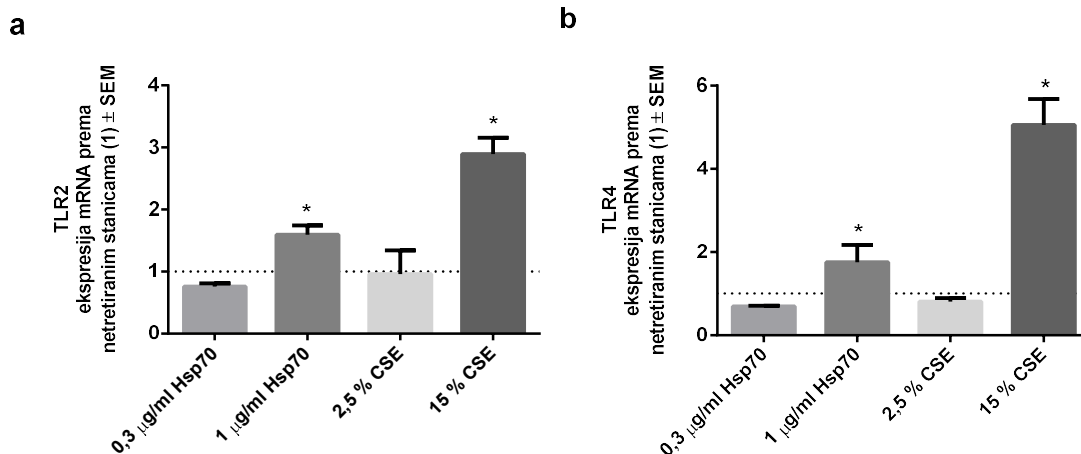 a
TLR2
ekspresija mRNA prema
netretiranim stanicama (1) ± SEM
4
3
2
1
0
*
*
0,3 μg/ml Hsp70
1 μg/ml Hsp70
2,5 % CSE
15 % CSE
b
TLR4
ekspresija mRNA prema
netretiranim stanicama (1) ± SEM
6
4
2
0
*
*
0,3 μg/ml Hsp70
1 μg/ml Hsp70
2,5 % CSE
15 % CSE